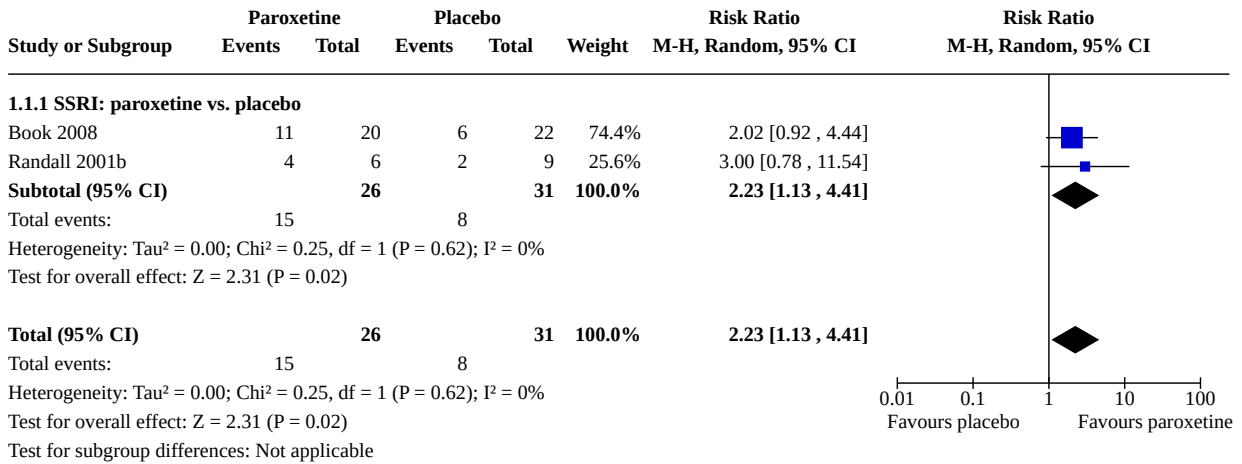 Paroxetine Placebo Risk Ratio Risk Ratio
Study or Subgroup Events Total Events Total Weight M-H, Random, 95% CI M-H, Random, 95% CI
1.1.1 SSRI: paroxetine vs. placebo
Book 2008 11 20 6 22 74.4% 2.02 [0.92 , 4.44]
Randall 2001b 4 6 2 9 25.6% 3.00 [0.78 , 11.54]
Subtotal (95% CI) 26 31 100.0% 2.23 [1.13 , 4.41]
Total events: 15 8
Heterogeneity: Tau² = 0.00; Chi² = 0.25, df = 1 (P = 0.62); I² = 0%
Test for overall effect: Z = 2.31 (P = 0.02)
Total (95% CI) 26 31 100.0% 2.23 [1.13 , 4.41]
Total events: 15 8
Heterogeneity: Tau² = 0.00; Chi² = 0.25, df = 1 (P = 0.62); I² = 0%
0.01 0.1 1 10 100
Test for overall effect: Z = 2.31 (P = 0.02) Favours placebo Favours paroxetine
Test for subgroup differences: Not applicable